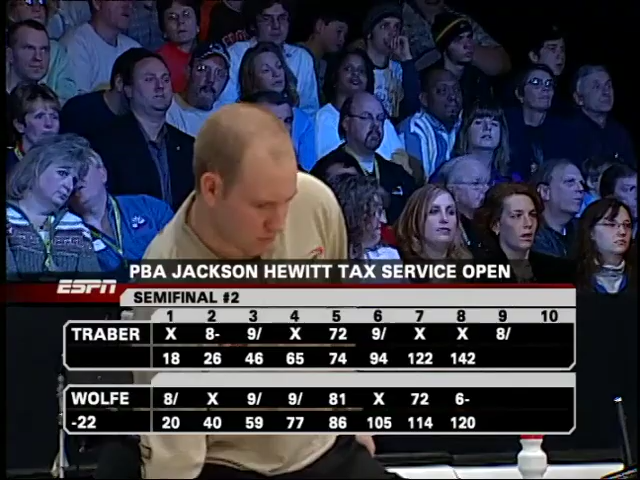 PBA JACKSON HEWITT TAX SERVICE OPEN
ESPN
SEMIFINAL #2
1 2 3 4 5 6 7 8 9 10
TRABER X 8- 9/ X 72 9/ X X 8/
18 26 46 65 74 94 122 142
WOLFE 8/ X 9/ 9/ 81 X 72 6-
-22 20 40 59 77 86 105 114 120